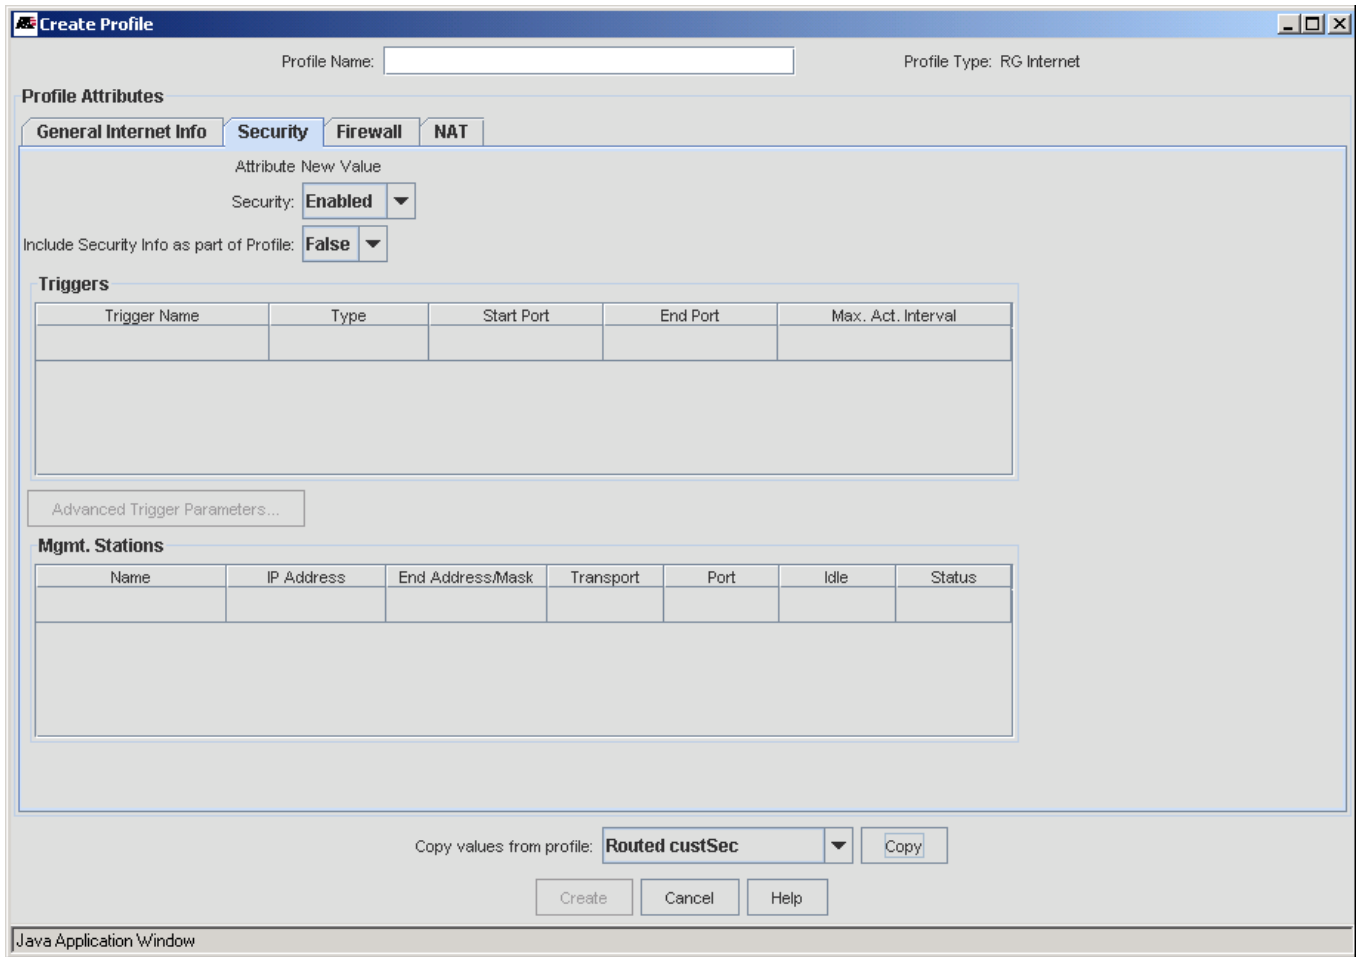 Create Profile
Profile Name: Profile Type: RG Internet
Profile Attributes
General Internet Info Security Firewall NAT
Attribute New Value
Security: Enabled
Include Security Info as part of Profile: False
Triggers
Trigger Name Type Start Port End Port Max. Act. Interval
Advanced Trigger Parameters...
Mgmt. Stations
Name IP Address End Address/Mask Transport Port Idle Status
Copy values from profile: Routed custSec Copy
Create Cancel Help
Java Application Window